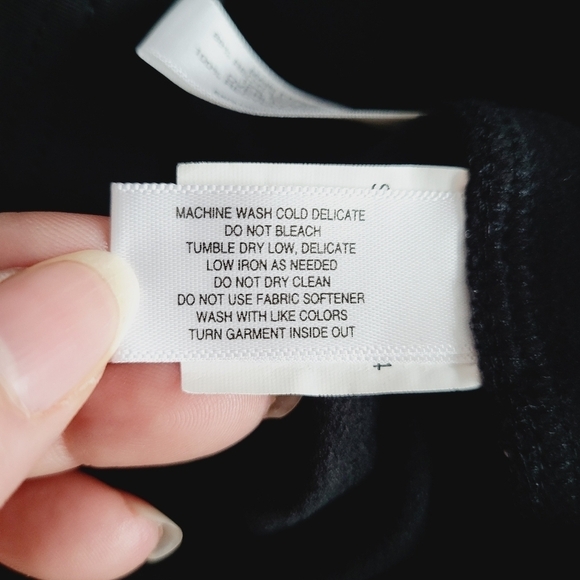 MACHINE WASH COLD DELICATE
DO NOT BLEACH
TUMBLE DRY LOW, DELICATE
LOW IRON AS NEEDED
DO NOT DRY CLEAN
DO NOT USE FABRIC SOFTENER
WASH WITH LIKE COLORS
TURN GARMENT INSIDE OUT